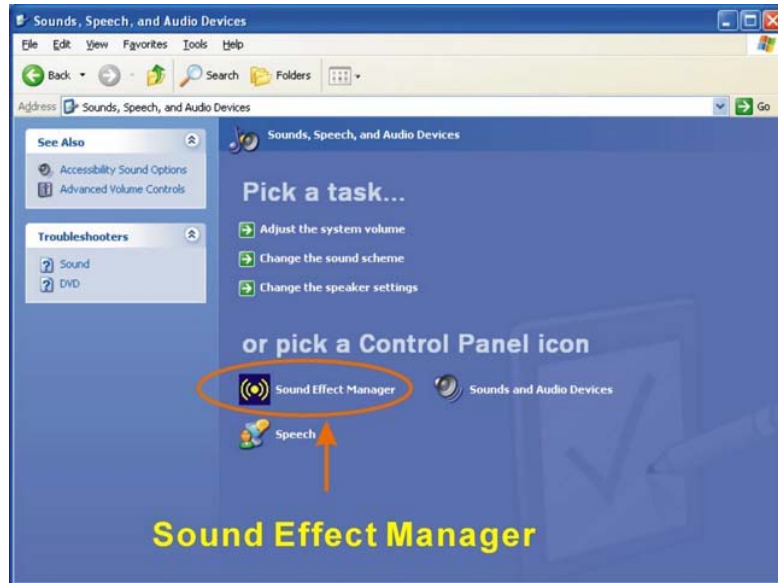 Sounds, Speech, and Audio Devices
File Edit View Favorites Tools Help
Back Search Folders
Address Sounds, Speech, and Audio Devices Go
See Also
Accessibility Sound Options
Advanced Volume Controls
Troubleshooters
Sound
DVD
Sounds, Speech, and Audio Devices
Pick a task...
Adjust the system volume
Change the sound scheme
Change the speaker settings
or pick a Control Panel icon
Sound Effect Manager Sounds and Audio Devices
Speech
Sound Effect Manager